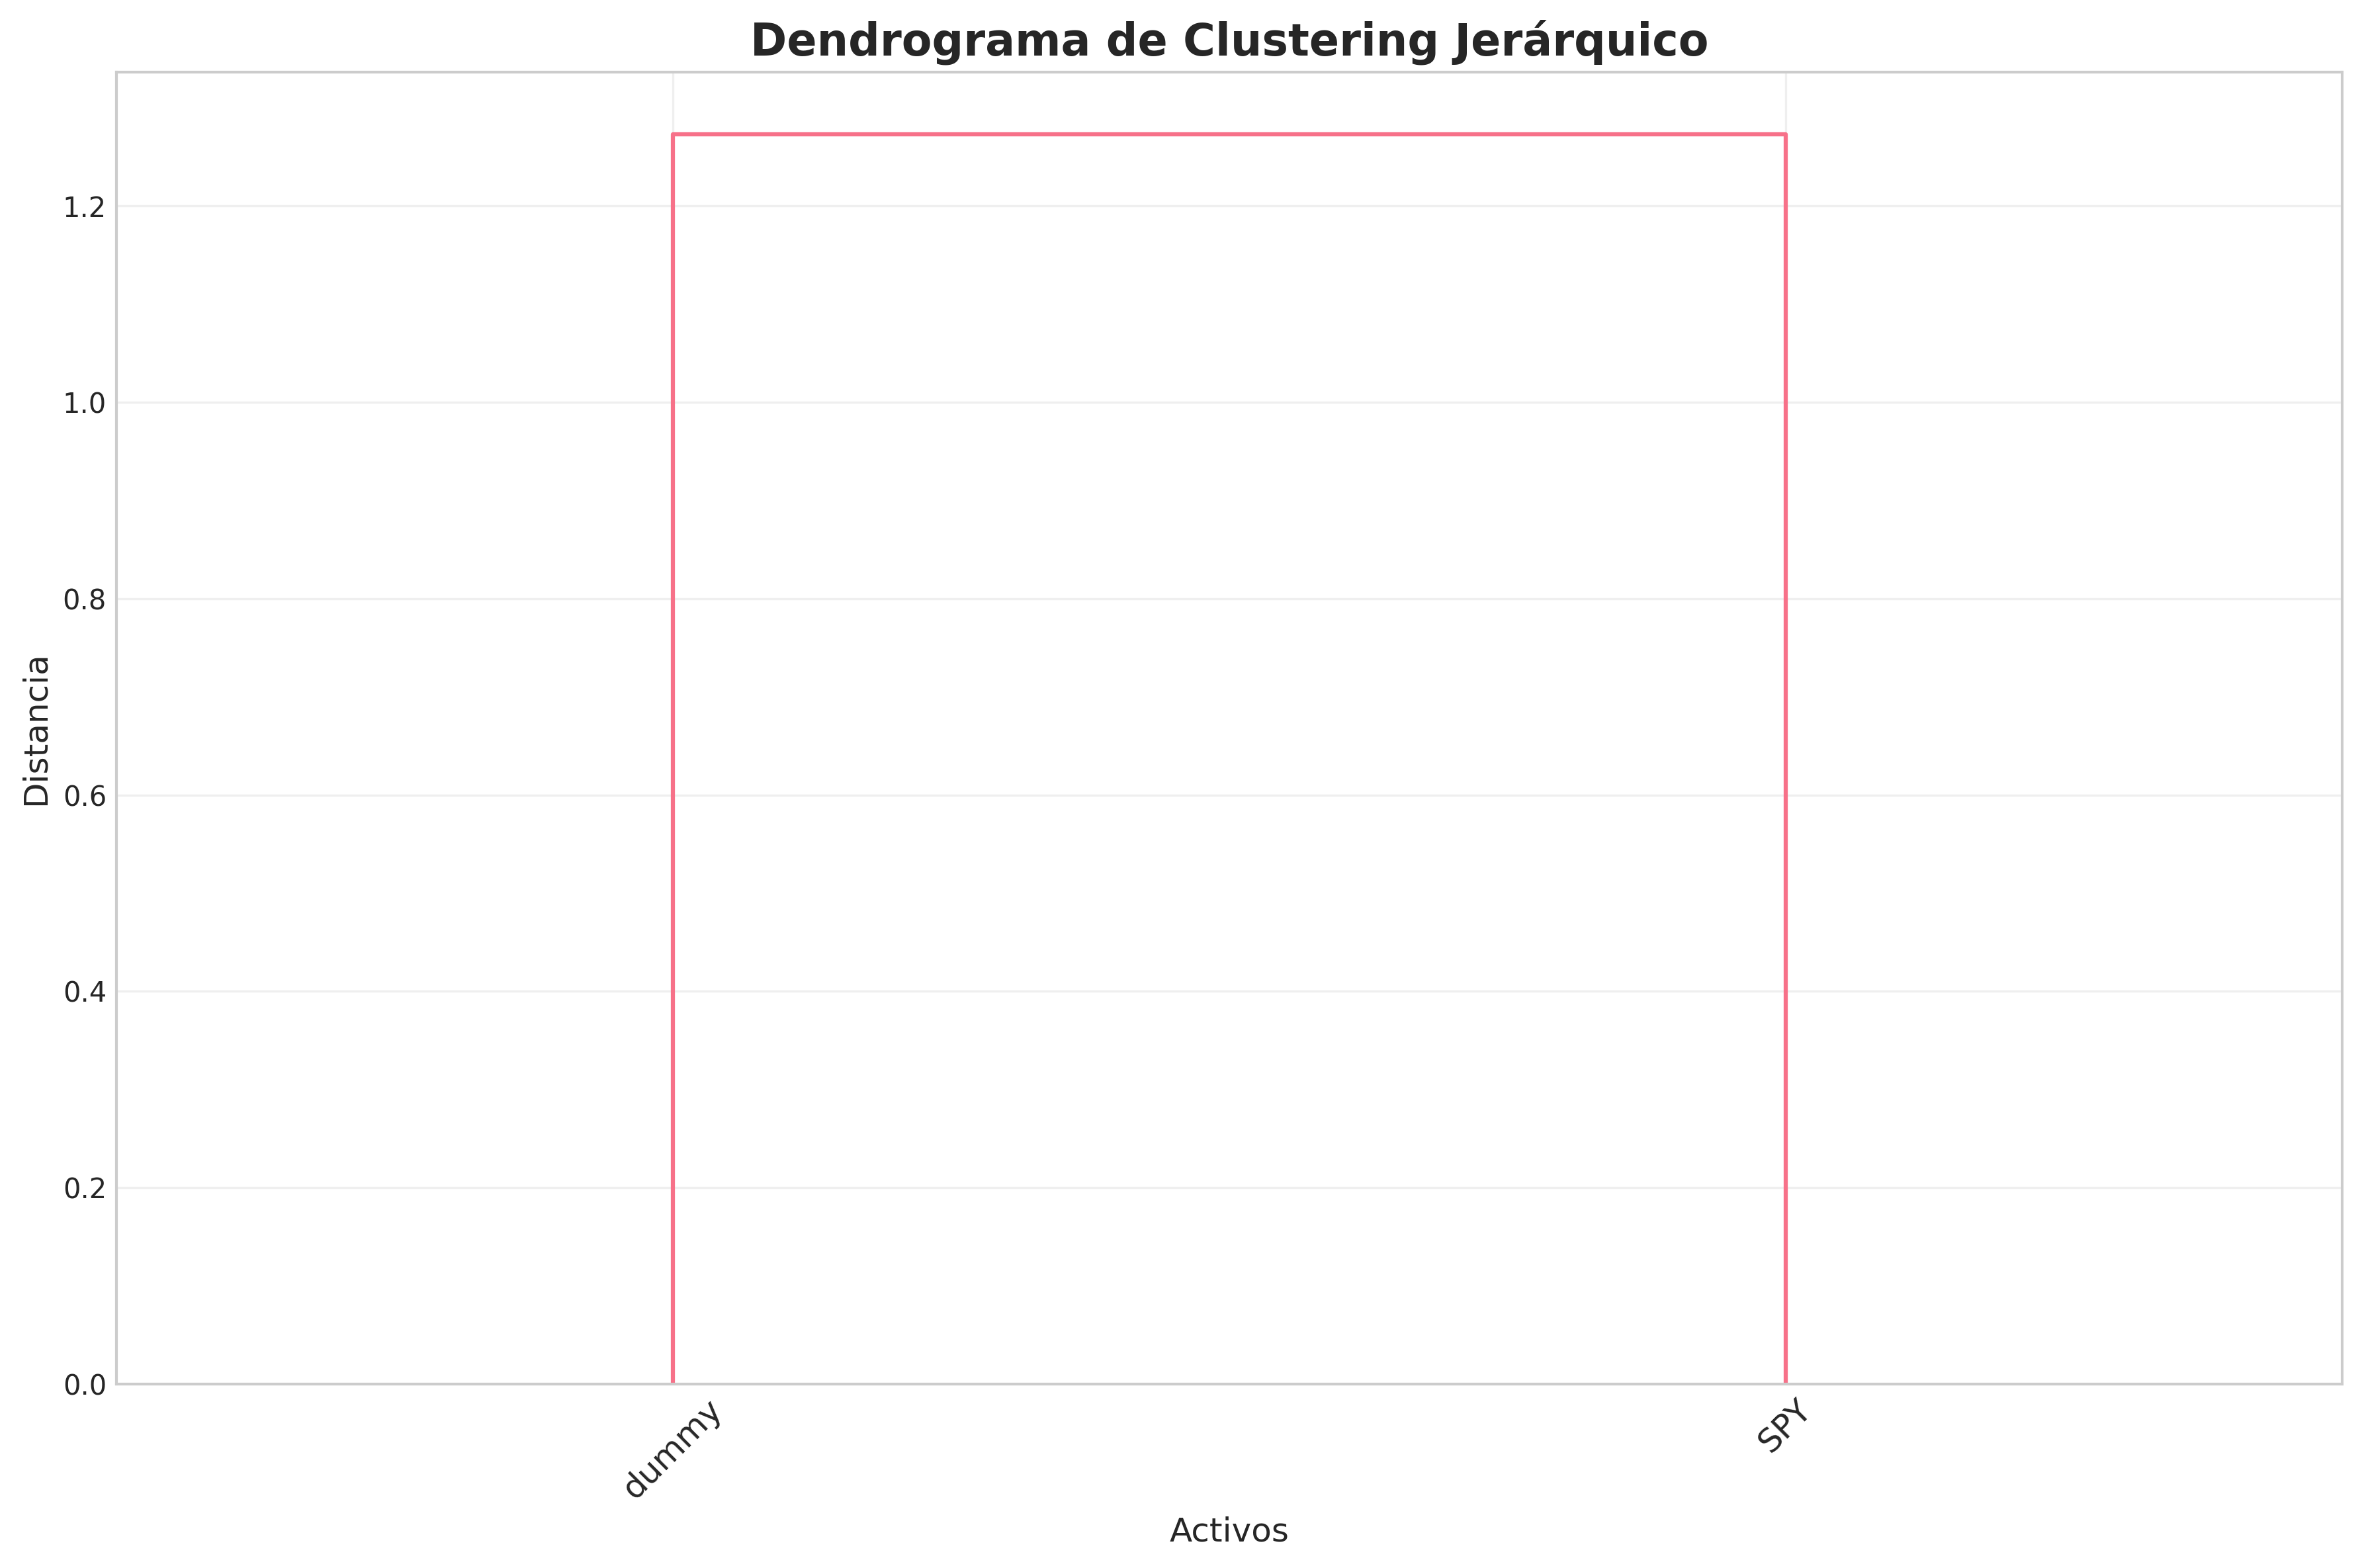 Dendrograma de Clustering Jerárquico
Distancia
1.2
1.0
0.8
0.6
0.4
0.2
0.0
dummy
SPY
Activos